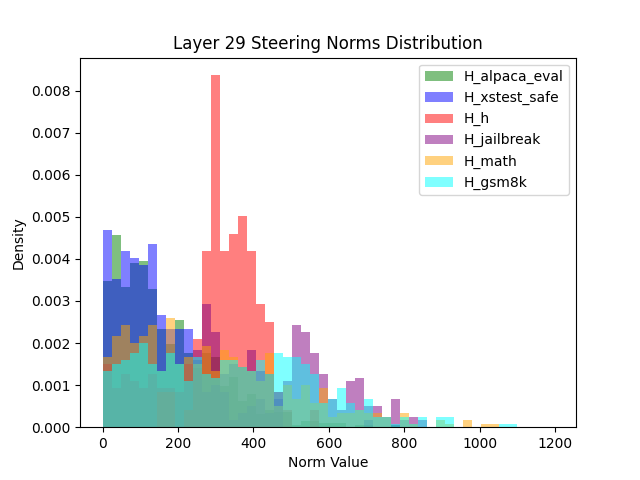 Layer 29 Steering Norms Distribution
H_alpaca_eval
H_xstest_safe
H_h
H_jailbreak
H_math
H_gsm8k
Density
0.008
0.007
0.006
0.005
0.004
0.003
0.002
0.001
0.000
0 200 400 600 800 1000 1200
Norm Value